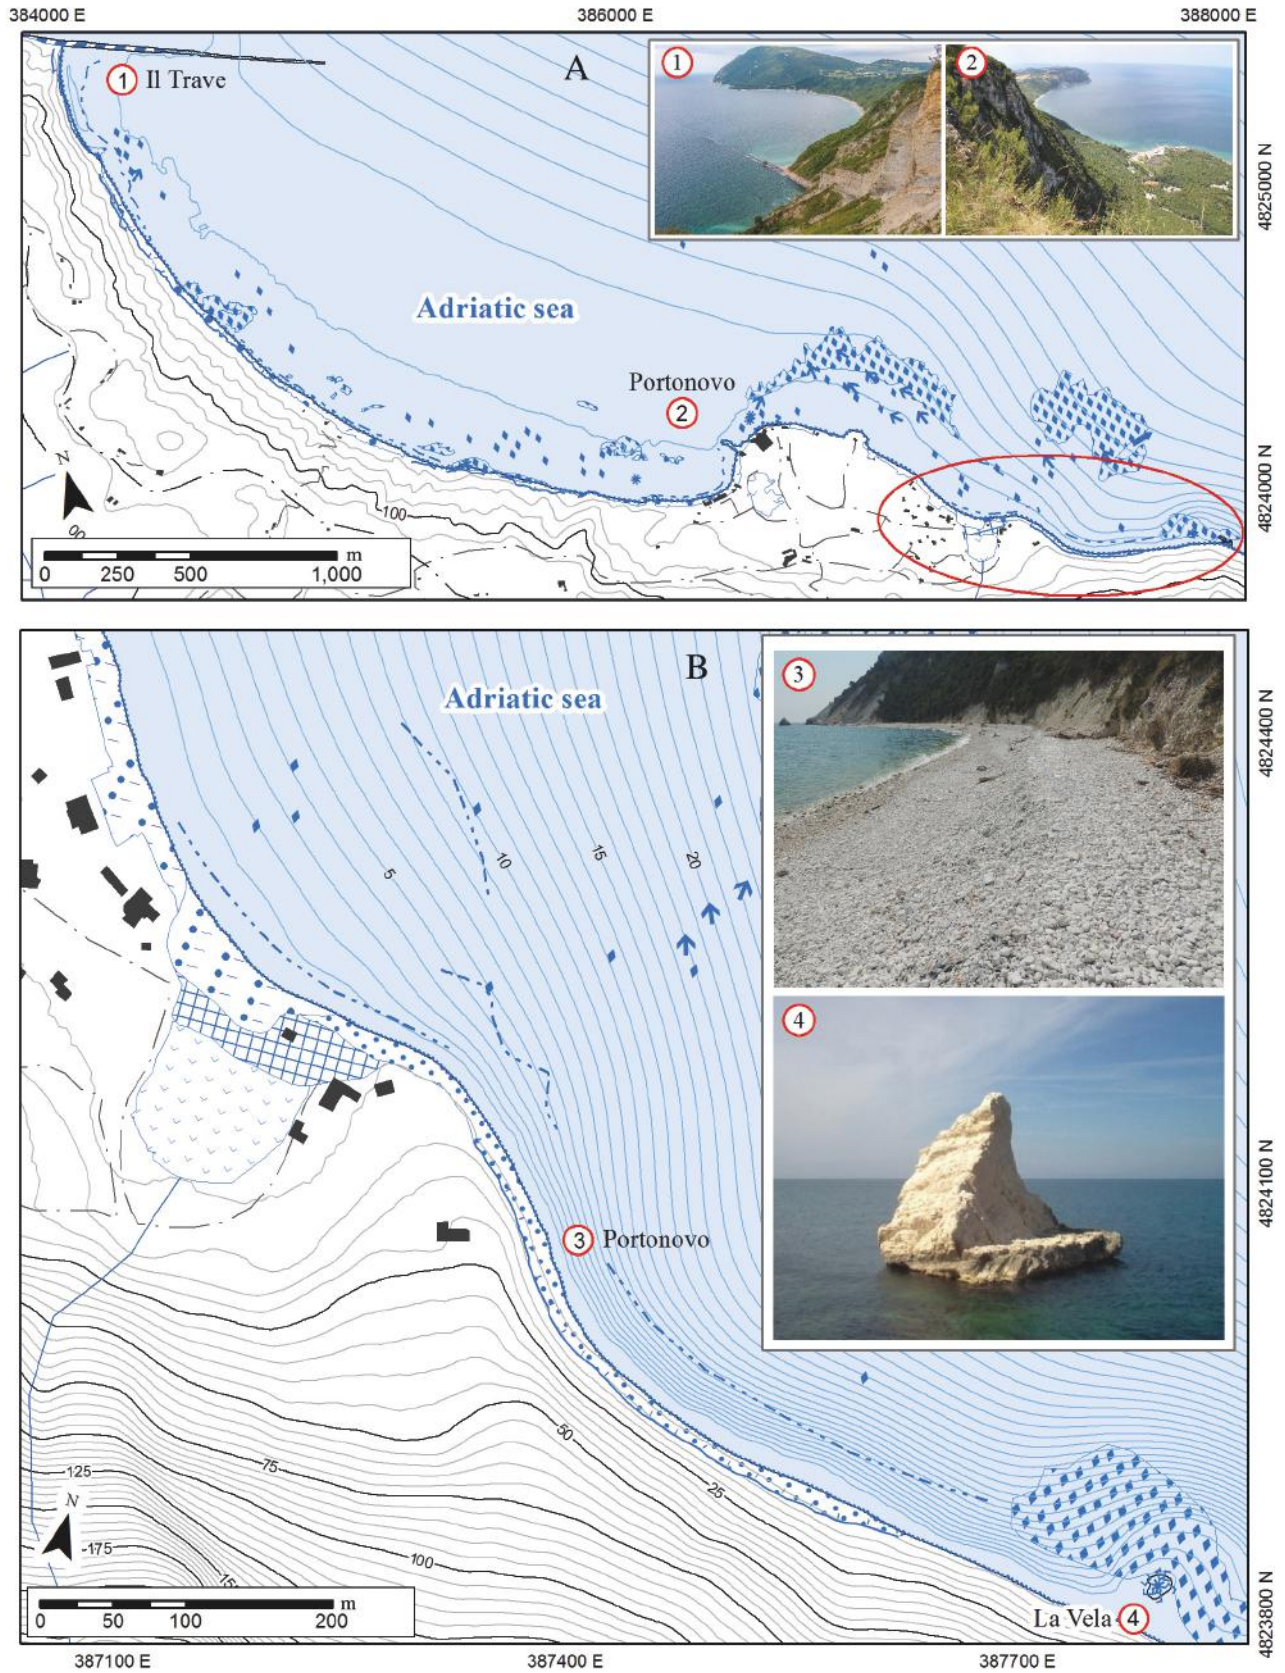 384000 E
386000 E
388000 E
A
1
2
1 Il Trave
4825000 N
Adriatic sea
Portonovo
2
4824000 N
N
100
m
0 250 500 1,000
B
Adriatic sea
3
4824400 N
5
10
15
20
4
4824100 N
3 Portonovo
50
75
25
125
N
175
100
m
0 50 100 200
La Vela 4
4823800 N
387100 E
387400 E
387700 E